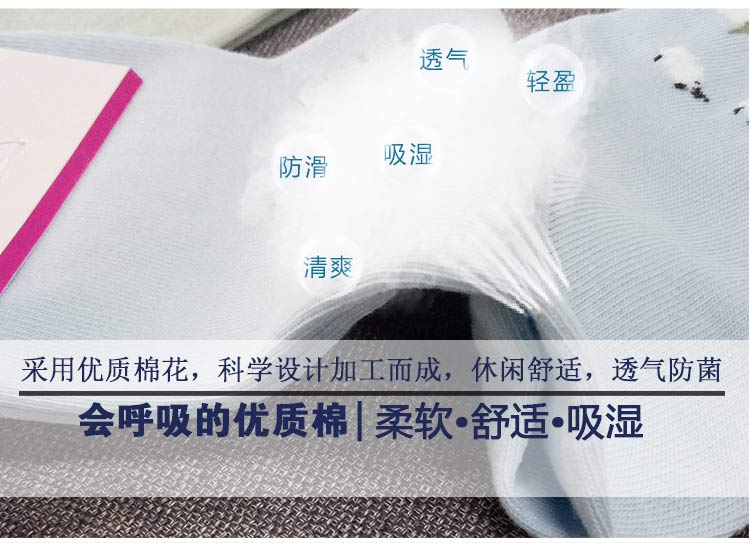 透气
轻盈
防滑
吸湿
清爽
采用优质棉花，科学设计加工而成，休闲舒适，透气防菌
会呼吸的优质棉|柔软•舒适•吸湿